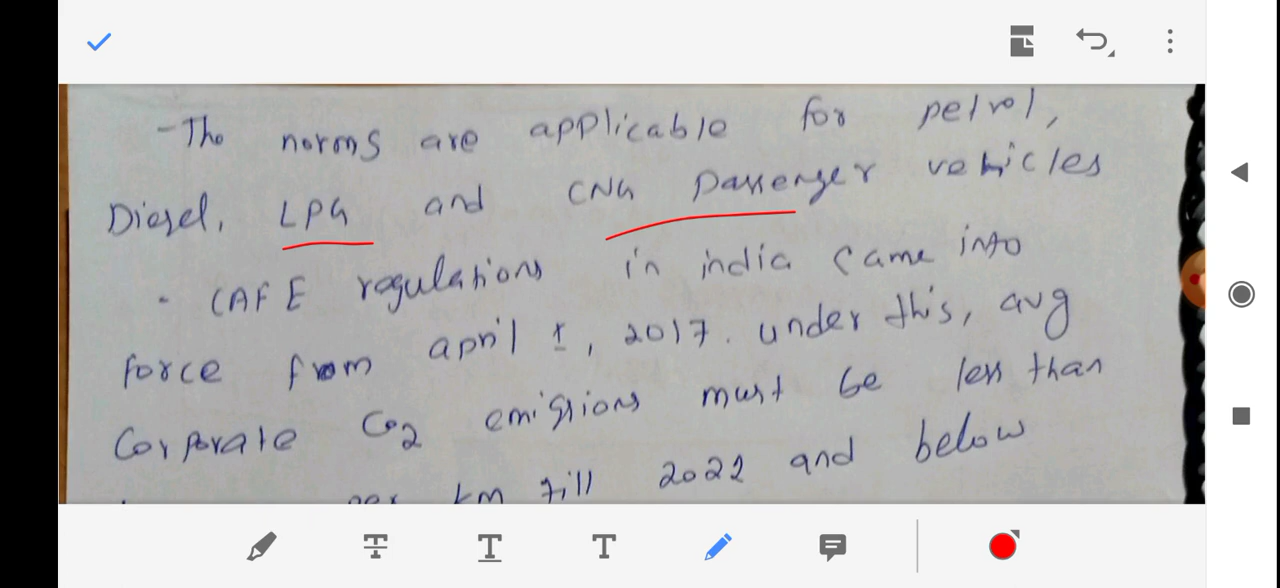 - The norms are applicable for petrol,
Diesel, LPG and CNG Passenger vehicles
- CAFE regulations in india came into
force from april 1, 2017. under this, avg
Corporate Co2 emissions must be less than
per km till 2022 and below